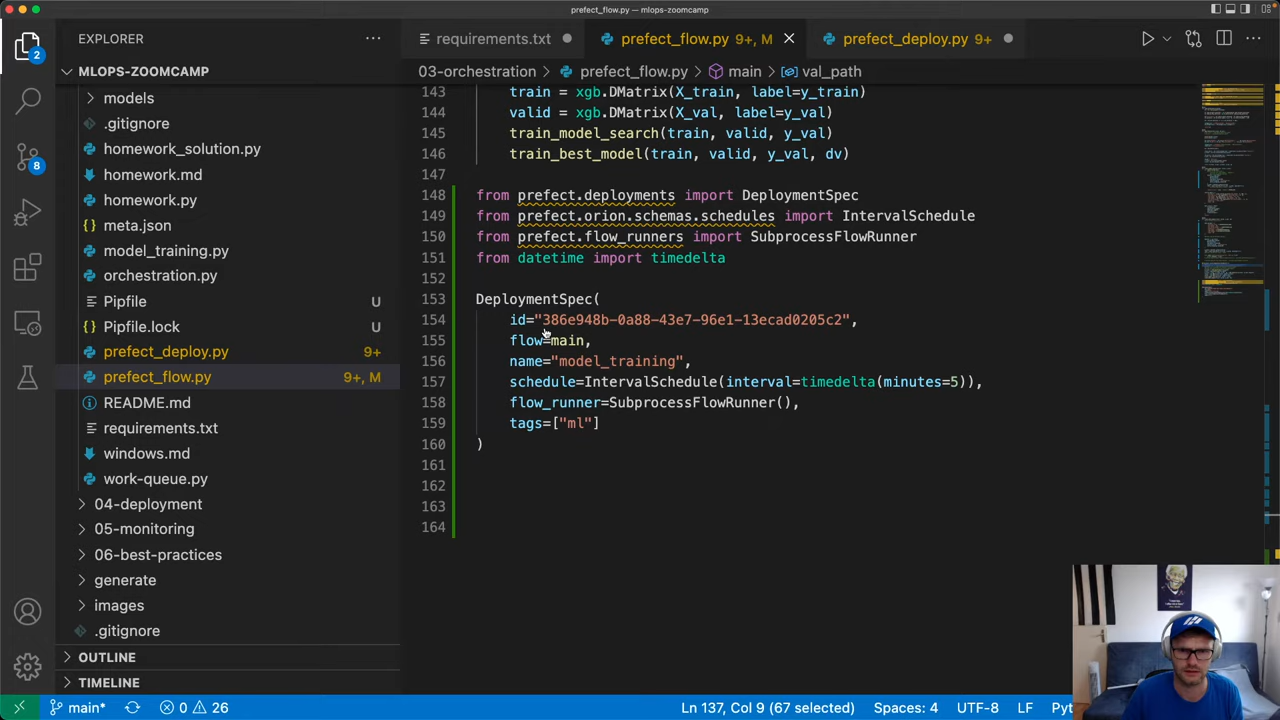 prefect_flow.py — mlops-zoomcamp
EXPLORER
requirements.txt
prefect_flow.py 9+, M
prefect_deploy.py 9+
MLOPS-ZOOMCAMP
03-orchestration > prefect_flow.py > main > val_path
models
.gitignore
homework_solution.py
homework.md
homework.py
meta.json
model_training.py
orchestration.py
Pipfile U
Pipfile.lock U
prefect_deploy.py 9+
prefect_flow.py 9+, M
README.md
requirements.txt
windows.md
work-queue.py
04-deployment
05-monitoring
06-best-practices
generate
images
.gitignore
OUTLINE
TIMELINE
2
8
143 train = xgb.DMatrix(X_train, label=y_train)
144 valid = xgb.DMatrix(X_val, label=y_val)
145 train_model_search(train, valid, y_val)
146 best_model(train, valid, y_val, dv)
147
148 from prefect.deployments import DeploymentSpec
149 from prefect.orion.schemas.schedules import IntervalSchedule
150 from prefect.flow_runners import SubprocessFlowRunner
151 from datetime import timedelta
152
153 DeploymentSpec(
154 id="386e948b-0a88-43e7-96e1-13ecad0205c2",
155 flow=main,
156 name="model_training",
157 schedule=IntervalSchedule(interval=timedelta(minutes=5)),
158 flow_runner=SubprocessFlowRunner(),
159 tags=["ml"]
160 )
161
162
163
164
main* 0 26 Ln 137, Col 9 (67 selected) Spaces: 4 UTF-8 LF Pyt